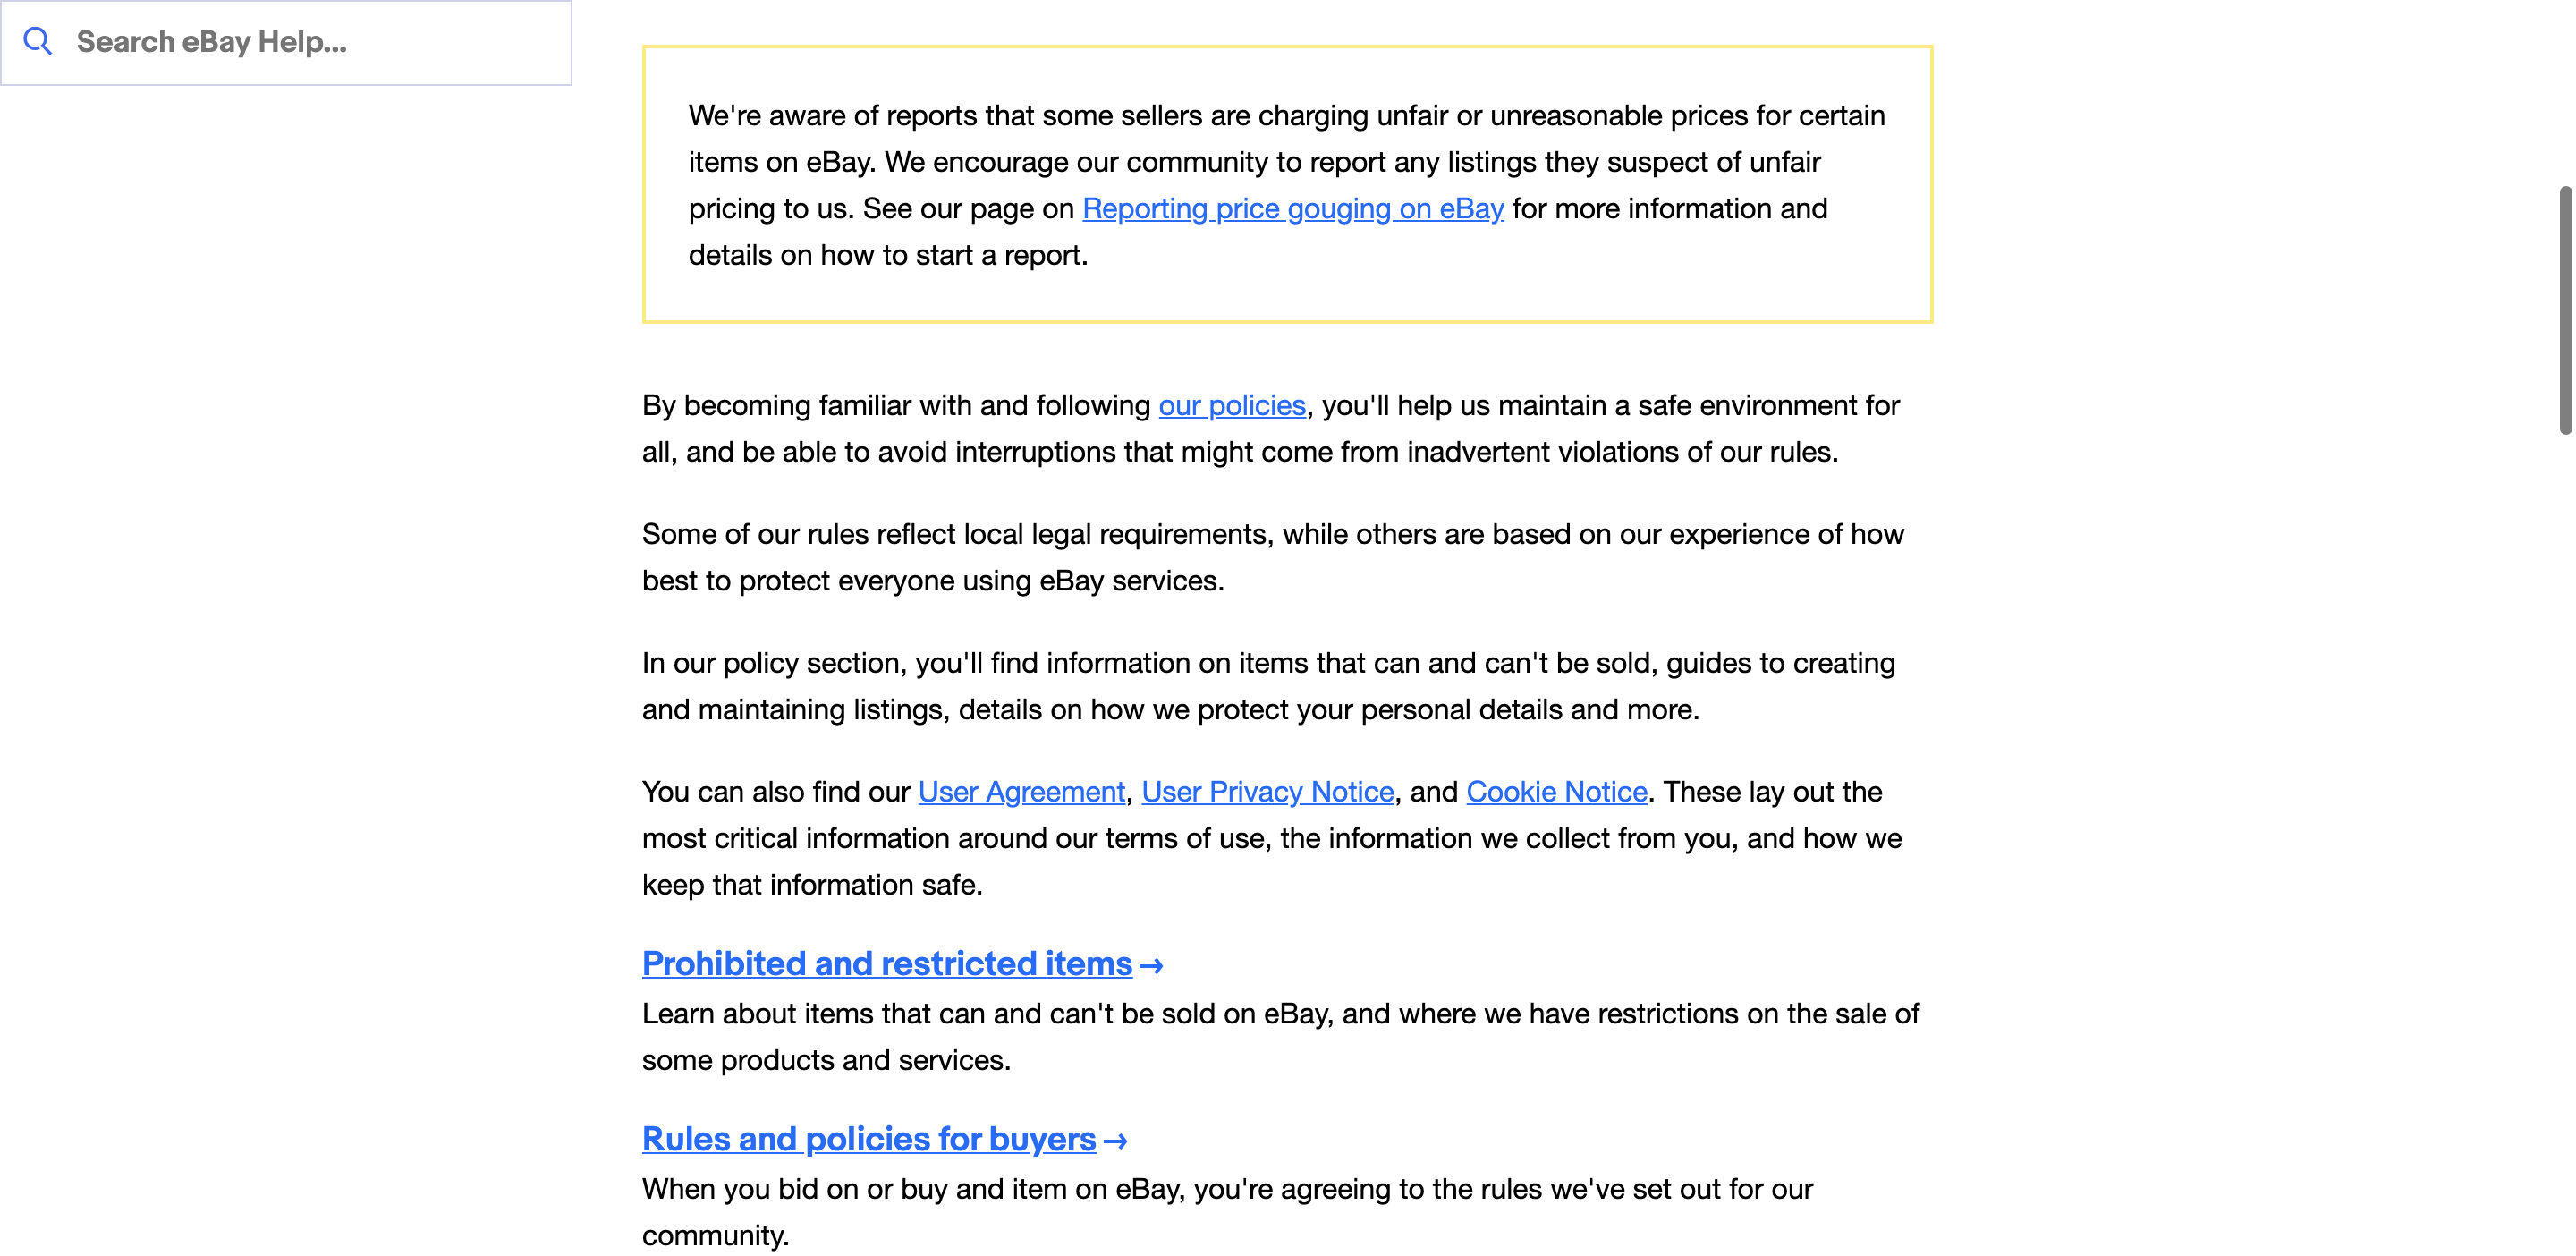 Search eBay Help...
We're aware of reports that some sellers are charging unfair or unreasonable prices for certain
items on eBay. We encourage our community to report any listings they suspect of unfair
pricing to us. See our page on Reporting price gouging on eBay for more information and
details on how to start a report.
By becoming familiar with and following our policies, you'll help us maintain a safe environment for
all, and be able to avoid interruptions that might come from inadvertent violations of our rules.
Some of our rules reflect local legal requirements, while others are based on our experience of how
best to protect everyone using eBay services.
In our policy section, you'll find information on items that can and can't be sold, guides to creating
and maintaining listings, details on how we protect your personal details and more.
You can also find our User Agreement, User Privacy Notice, and Cookie Notice. These lay out the
most critical information around our terms of use, the information we collect from you, and how we
keep that information safe.
Prohibited and restricted items →
Learn about items that can and can't be sold on eBay, and where we have restrictions on the sale of
some products and services.
Rules and policies for buyers →
When you bid on or buy and item on eBay, you're agreeing to the rules we've set out for our
community.